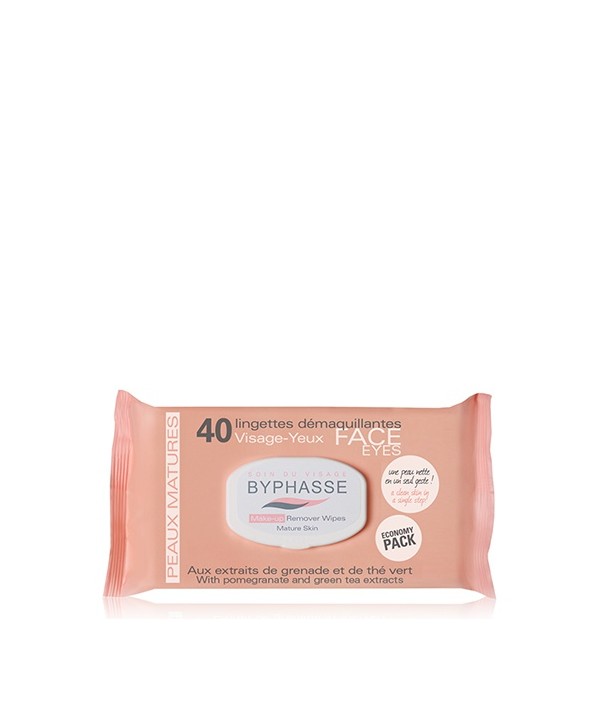 PEAUX MATURES
40 lingettes démaquillantes
Visage-Yeux FACE
EYES
SOIN DU VISAGE
BYPHASSE
Make-up Remover Wipes
Mature Skin
une peau nette
en un seul geste !
a clean skin in
a single step!
ECONOMY
PACK
Aux extraits de grenade et de thé vert
With pomegranate and green tea extracts